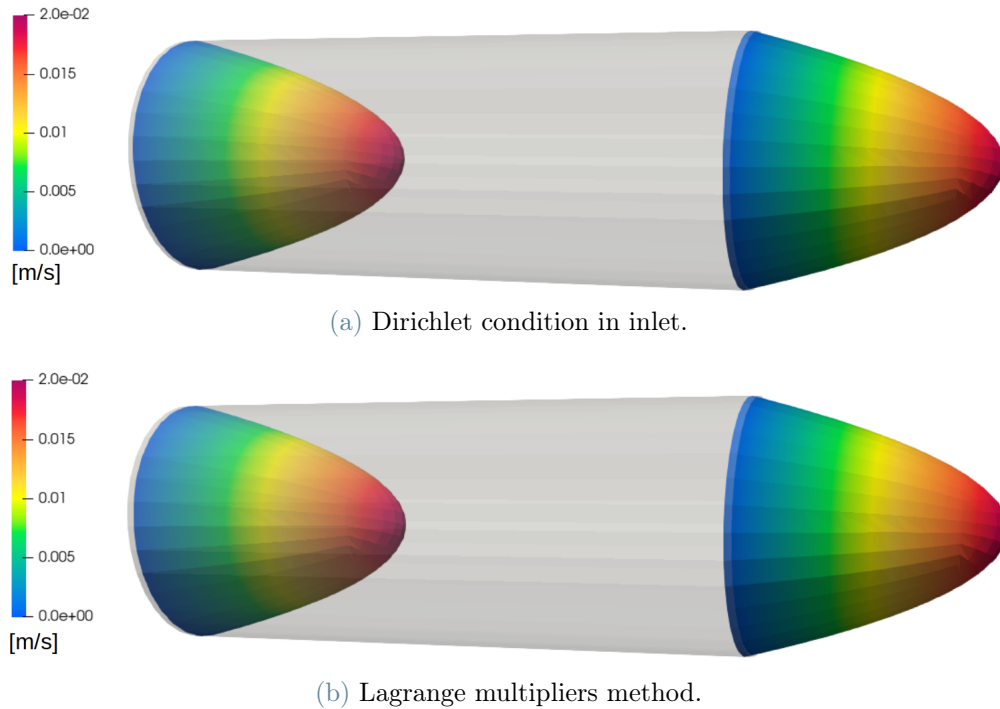 2.0e-02
0.015
0.01
0.005
0.0e+00
[m/s]
(a) Dirichlet condition in inlet.
2.0e-02
0.015
0.01
0.005
0.0e+00
[m/s]
(b) Lagrange multipliers method.